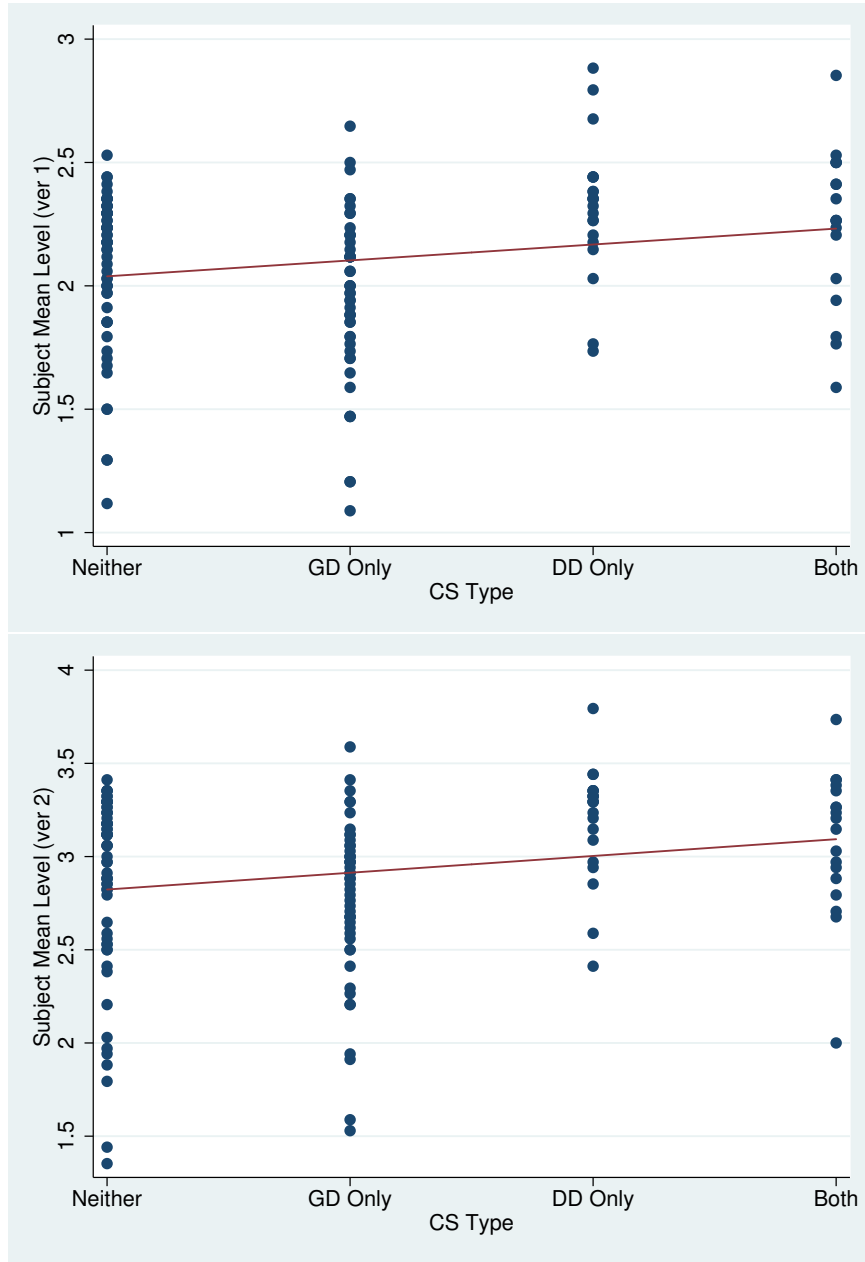 Subject Mean Level (ver 1)
3
2.5
2
1.5
1
Neither GD Only DD Only Both
CS Type
Subject Mean Level (ver 2)
4
3.5
3
2.5
2
1.5
Neither GD Only DD Only Both
CS Type